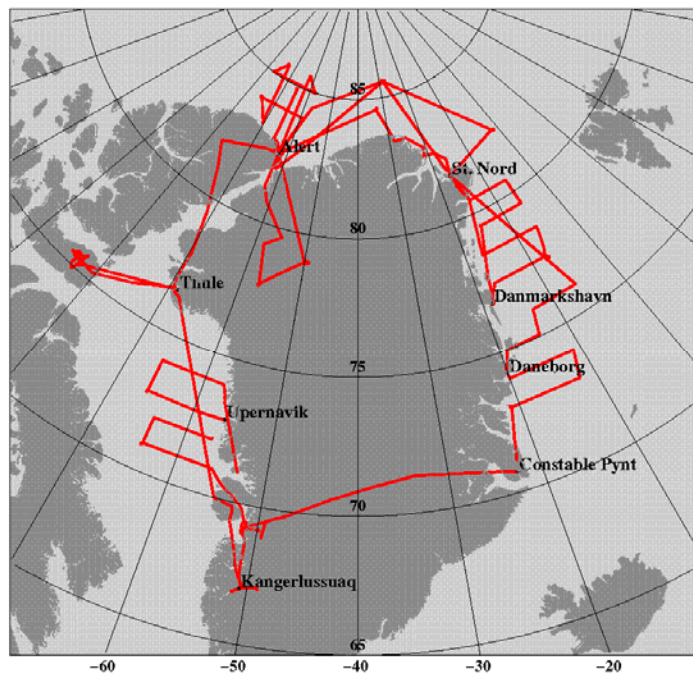 85
Alert
St. Nord
80
Thule
Danmarkshavn
75
Daneborg
Upernavik
Constable Pynt
70
Kangerlussuaq
65
−60 −50 −40 −30 −20